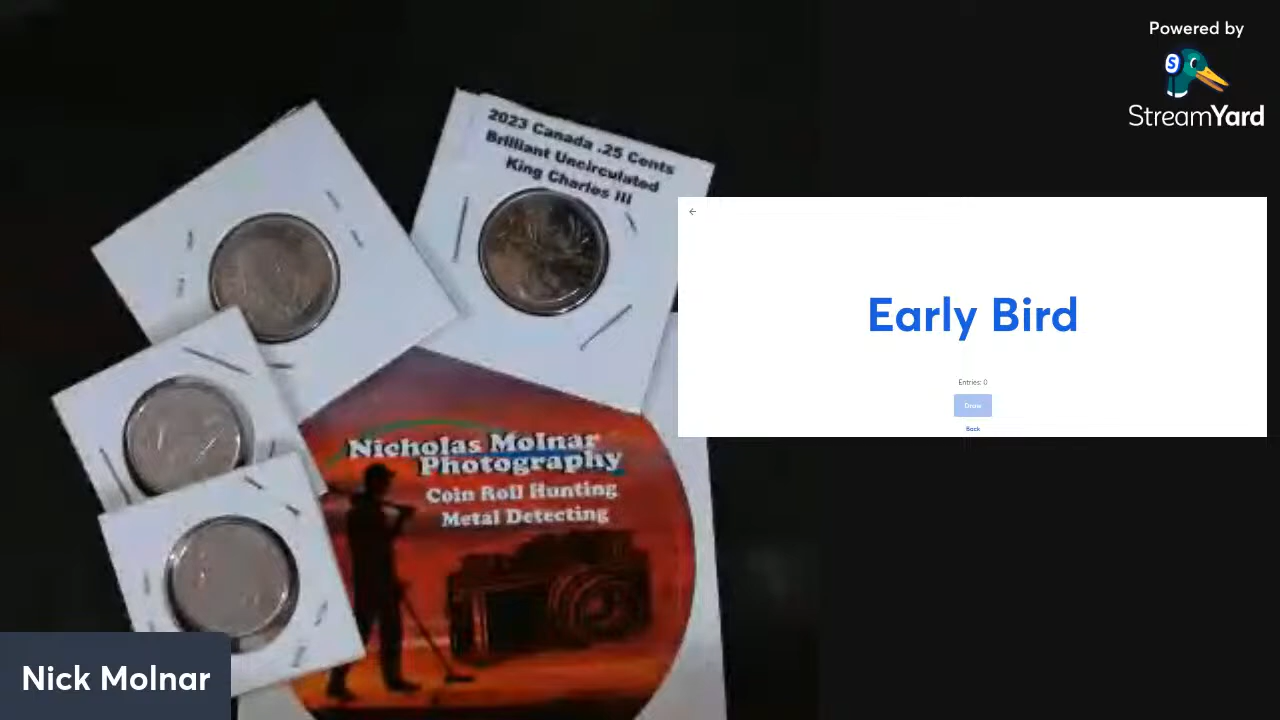 Powered by
S
StreamYard
2023 Canada .25 Cents
Brilliant Uncirculated
King Charles III
←
Early Bird
Entries: 0
Draw
Back
Nicholas Molnar
Photography
Coin Roll Hunting
Metal Detecting
Nick Molnar